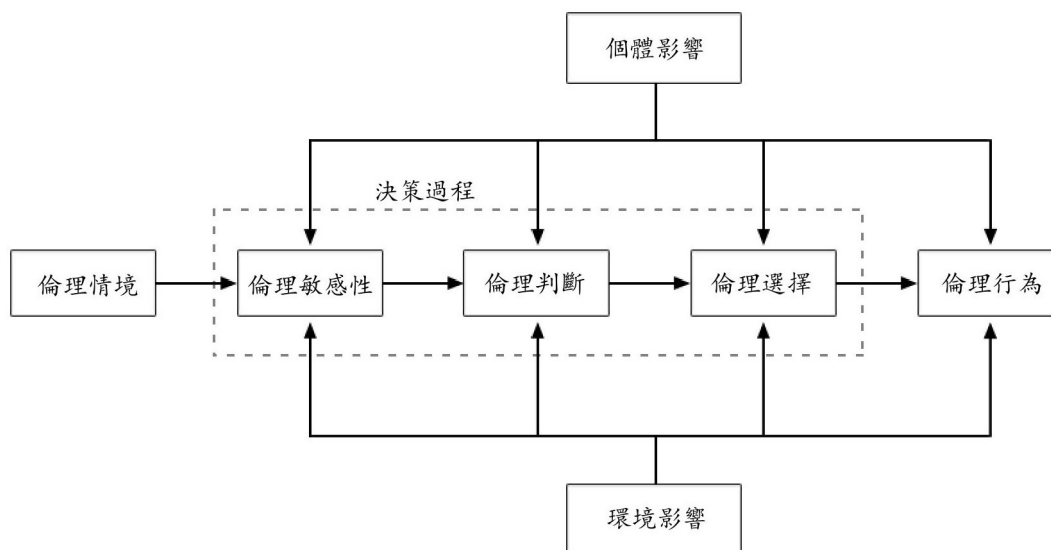 個體影響
決策過程
倫理情境
倫理敏感性
倫理判斷
倫理選擇
倫理行為
環境影響